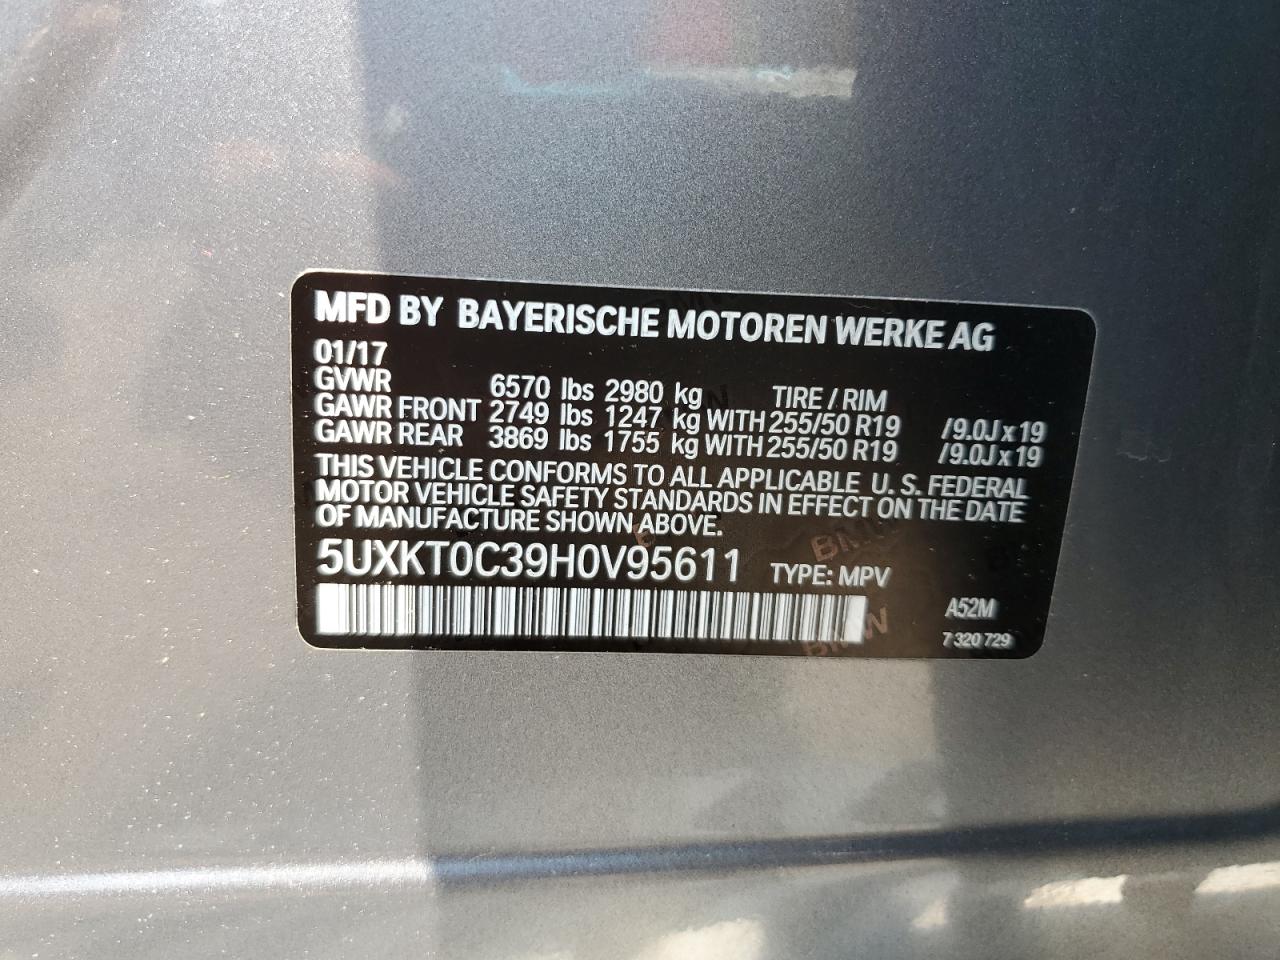 MFD BY BAYERISCHE MOTOREN WERKE AG
01/17
GVWR 6570 lbs 2980 kg TIRE / RIM
GAWR FRONT 2749 lbs 1247 kg WITH 255/50 R19 /9.0J x 19
GAWR REAR 3869 lbs 1755 kg WITH 255/50 R19 /9.0J x 19
THIS VEHICLE CONFORMS TO ALL APPLICABLE U. S. FEDERAL
MOTOR VEHICLE SAFETY STANDARDS IN EFFECT ON THE DATE
OF MANUFACTURE SHOWN ABOVE.
5UXKT0C39H0V95611 TYPE: MPV
A52M
7 320 729